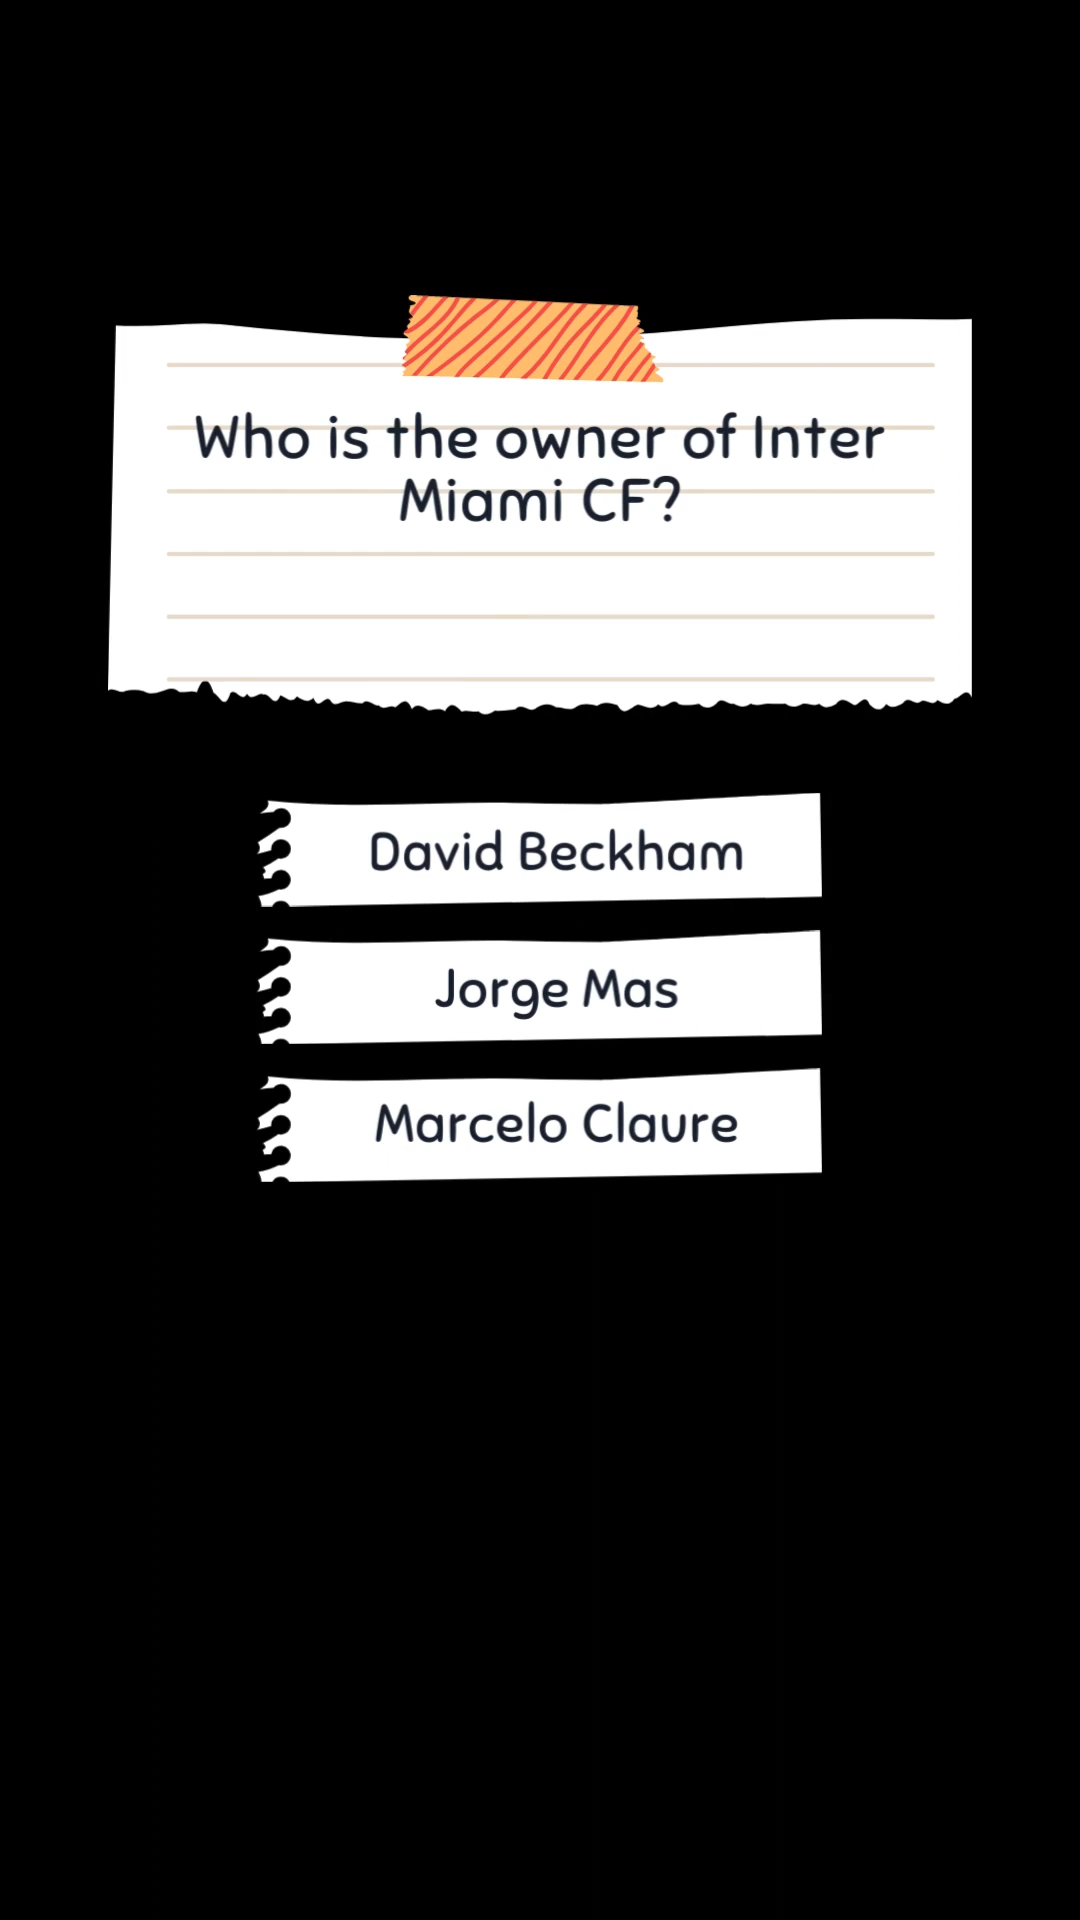 Who is the owner of Inter
Miami CF?
David Beckham
Jorge Mas
Marcelo Claure